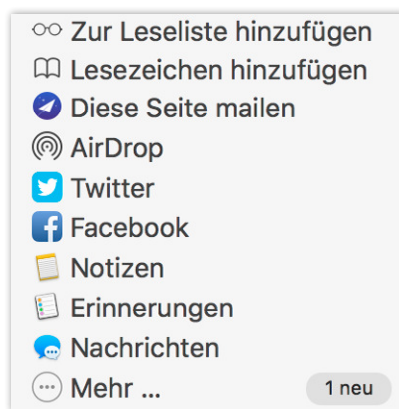 Zur Leseliste hinzufügen
Lesezeichen hinzufügen
Diese Seite mailen
AirDrop
Twitter
Facebook
Notizen
Erinnerungen
Nachrichten
Mehr ... 1 neu